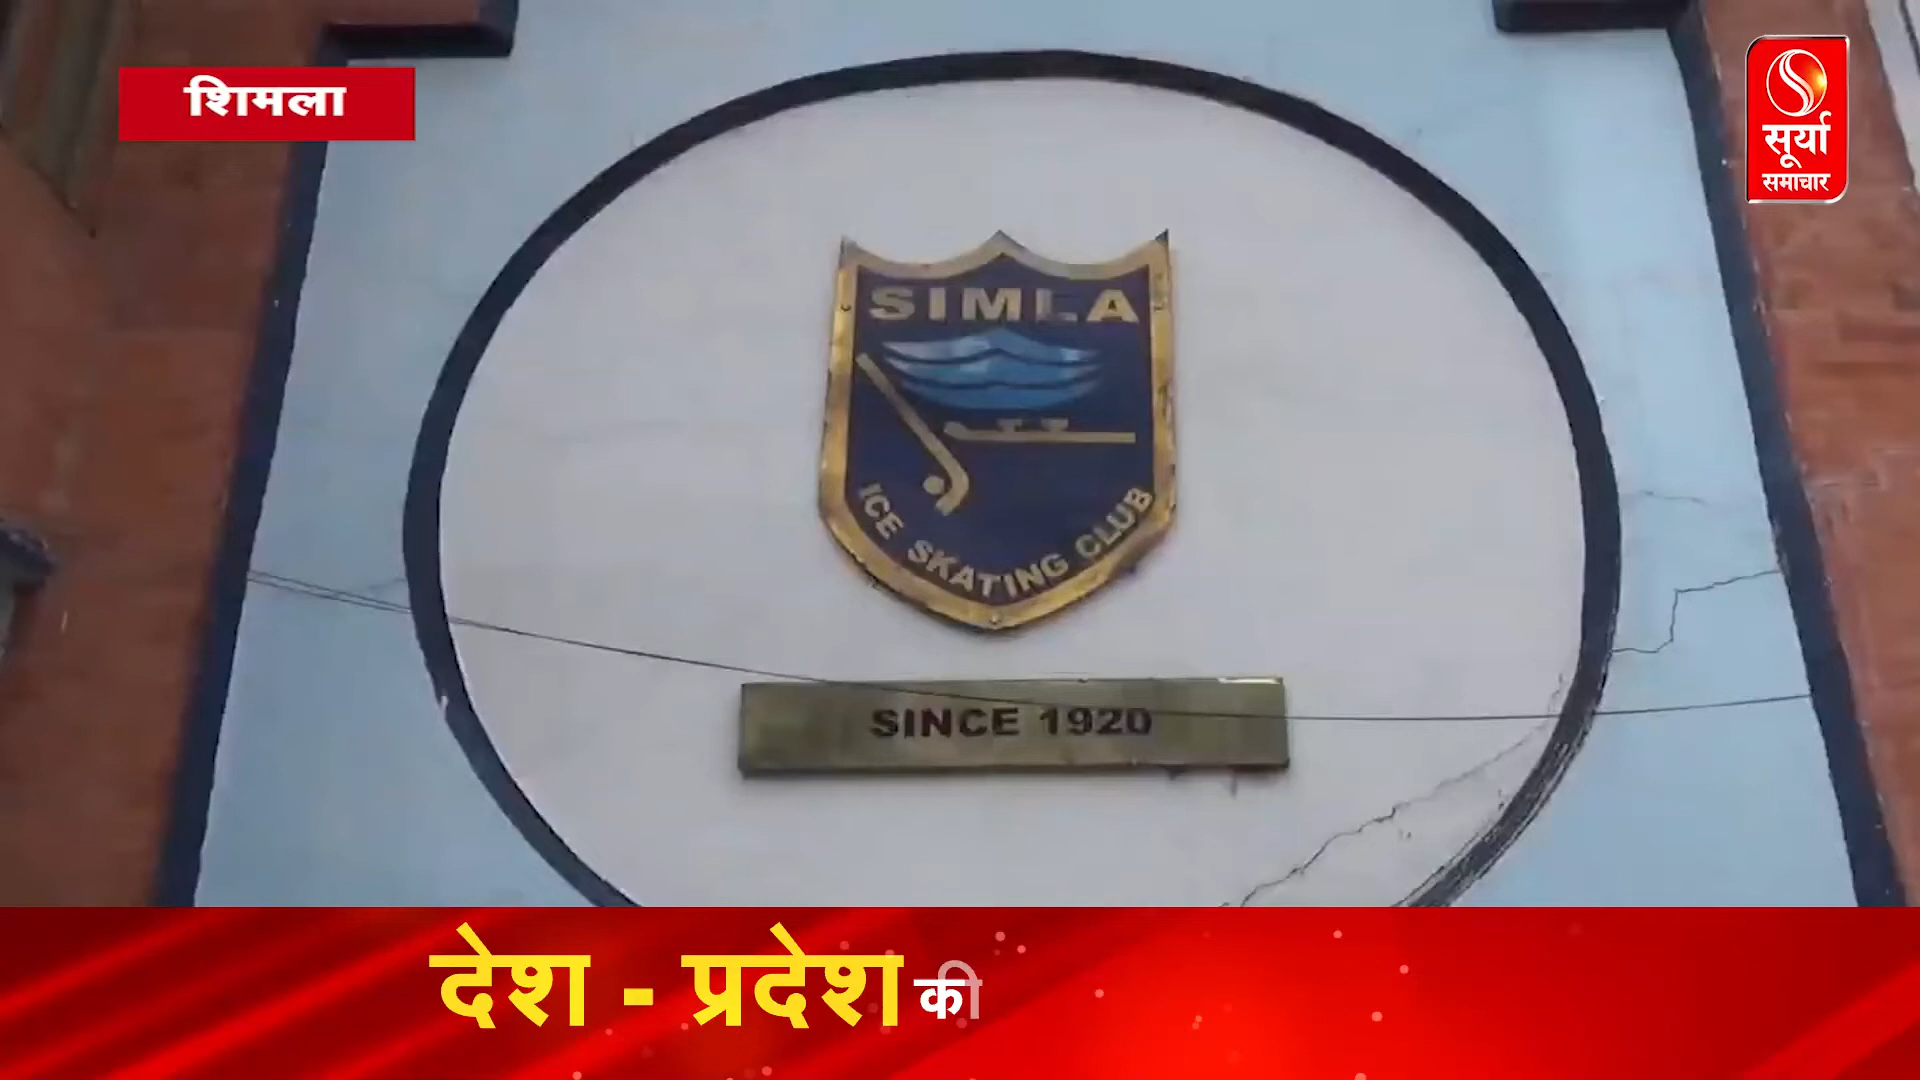 शिमला
सूर्या
समाचार
SIMLA
ICE SKATING CLUB
SINCE 1920
देश - प्रदेश की